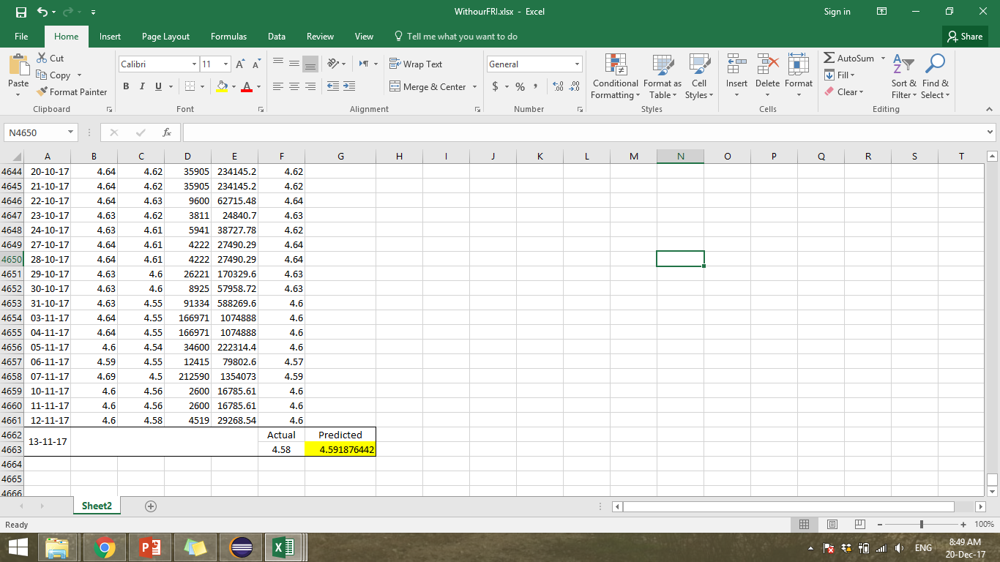 WithourFRI.xlsx - Excel
Sign in
File Home Insert Page Layout Formulas Data Review View Tell me what you want to do Share
Paste
Cut
Copy
Format Painter
Clipboard
Calibri 11
B I U
Font
Wrap Text
Merge & Center
Alignment
General
$ % ,
Number
Conditional Formatting
Format as Table
Cell Styles
Styles
Insert Delete Format
Cells
AutoSum
Fill
Clear
Sort & Filter
Find & Select
Editing
N4650 fx
A B C D E F G H I J K L M N O P Q R S T
4644 20-10-17 4.64 4.62 35905 234145.2 4.62
4645 21-10-17 4.64 4.62 35905 234145.2 4.62
4646 22-10-17 4.64 4.63 9600 62715.48 4.64
4647 23-10-17 4.63 4.62 3811 24840.7 4.63
4648 24-10-17 4.63 4.61 5941 38727.78 4.62
4649 27-10-17 4.64 4.61 4222 27490.29 4.64
4650 28-10-17 4.64 4.61 4222 27490.29 4.64
4651 29-10-17 4.63 4.6 26221 170329.6 4.63
4652 30-10-17 4.63 4.6 8925 57958.72 4.63
4653 31-10-17 4.63 4.55 91334 588269.6 4.6
4654 03-11-17 4.64 4.55 166971 1074888 4.6
4655 04-11-17 4.64 4.55 166971 1074888 4.6
4656 05-11-17 4.6 4.54 34600 222314.4 4.6
4657 06-11-17 4.59 4.55 12415 79802.6 4.57
4658 07-11-17 4.69 4.5 212590 1354073 4.59
4659 10-11-17 4.6 4.56 2600 16785.61 4.6
4660 11-11-17 4.6 4.56 2600 16785.61 4.6
4661 12-11-17 4.6 4.58 4519 29268.54 4.6
4662 Actual Predicted
13-11-17
4663 4.58 4.591876442
4664
4665
4666
Sheet2
Ready 100%
ENG
8:49 AM
20-Dec-17